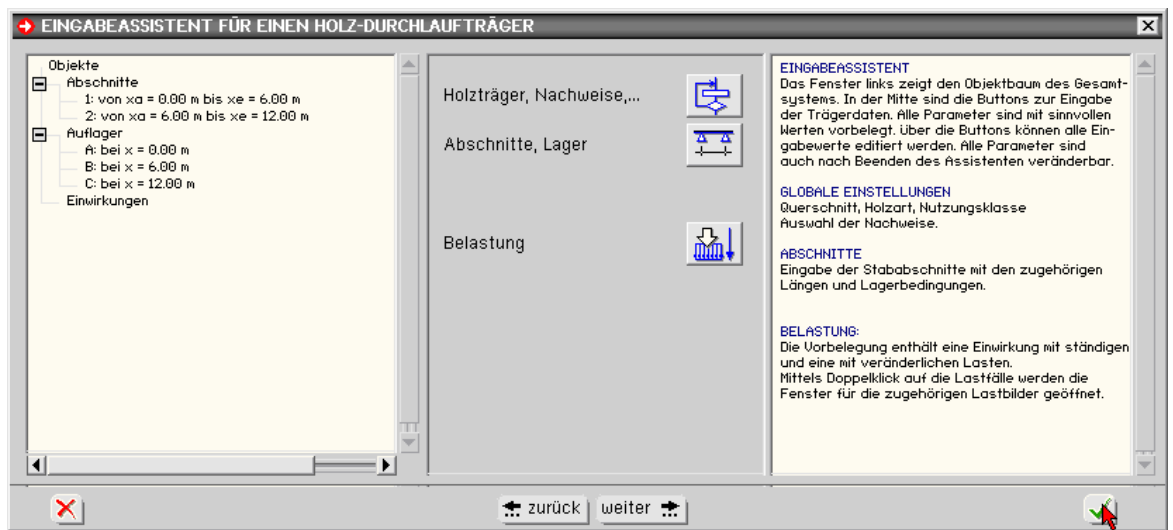 EINGABEASSISTENT FÜR EINEN HOLZ-DURCHLAUFTRÄGER
Objekte
Abschnitte
1: von xa = 0.00 m bis xe = 6.00 m
2: von xa = 6.00 m bis xe = 12.00 m
Auflager
A: bei x = 0.00 m
B: bei x = 6.00 m
C: bei x = 12.00 m
Einwirkungen
Holzträger, Nachweise,...
Abschnitte, Lager
Belastung
EINGABEASSISTENT
Das Fenster links zeigt den Objektbaum des Gesamt-
systems. In der Mitte sind die Buttons zur Eingabe
der Trägerdaten. Alle Parameter sind mit sinnvollen
Werten vorbelegt. über die Buttons können alle Ein-
gabewerte editiert werden. Alle Parameter sind
auch nach Beenden des Assistenten veränderbar.
GLOBALE EINSTELLUNGEN
Querschnitt, Holzart, Nutzungsklasse
Auswahl der Nachweise.
ABSCHNITTE
Eingabe der Stababschnitte mit den zugehörigen
Längen und Lagerbedingungen.
BELASTUNG:
Die Vorbelegung enthält eine Einwirkung mit ständigen
und eine mit veränderlichen Lasten.
Mittels Doppelklick auf die Lastfälle werden die
Fenster für die zugehörigen Lastbilder geöffnet.
zurück
weiter